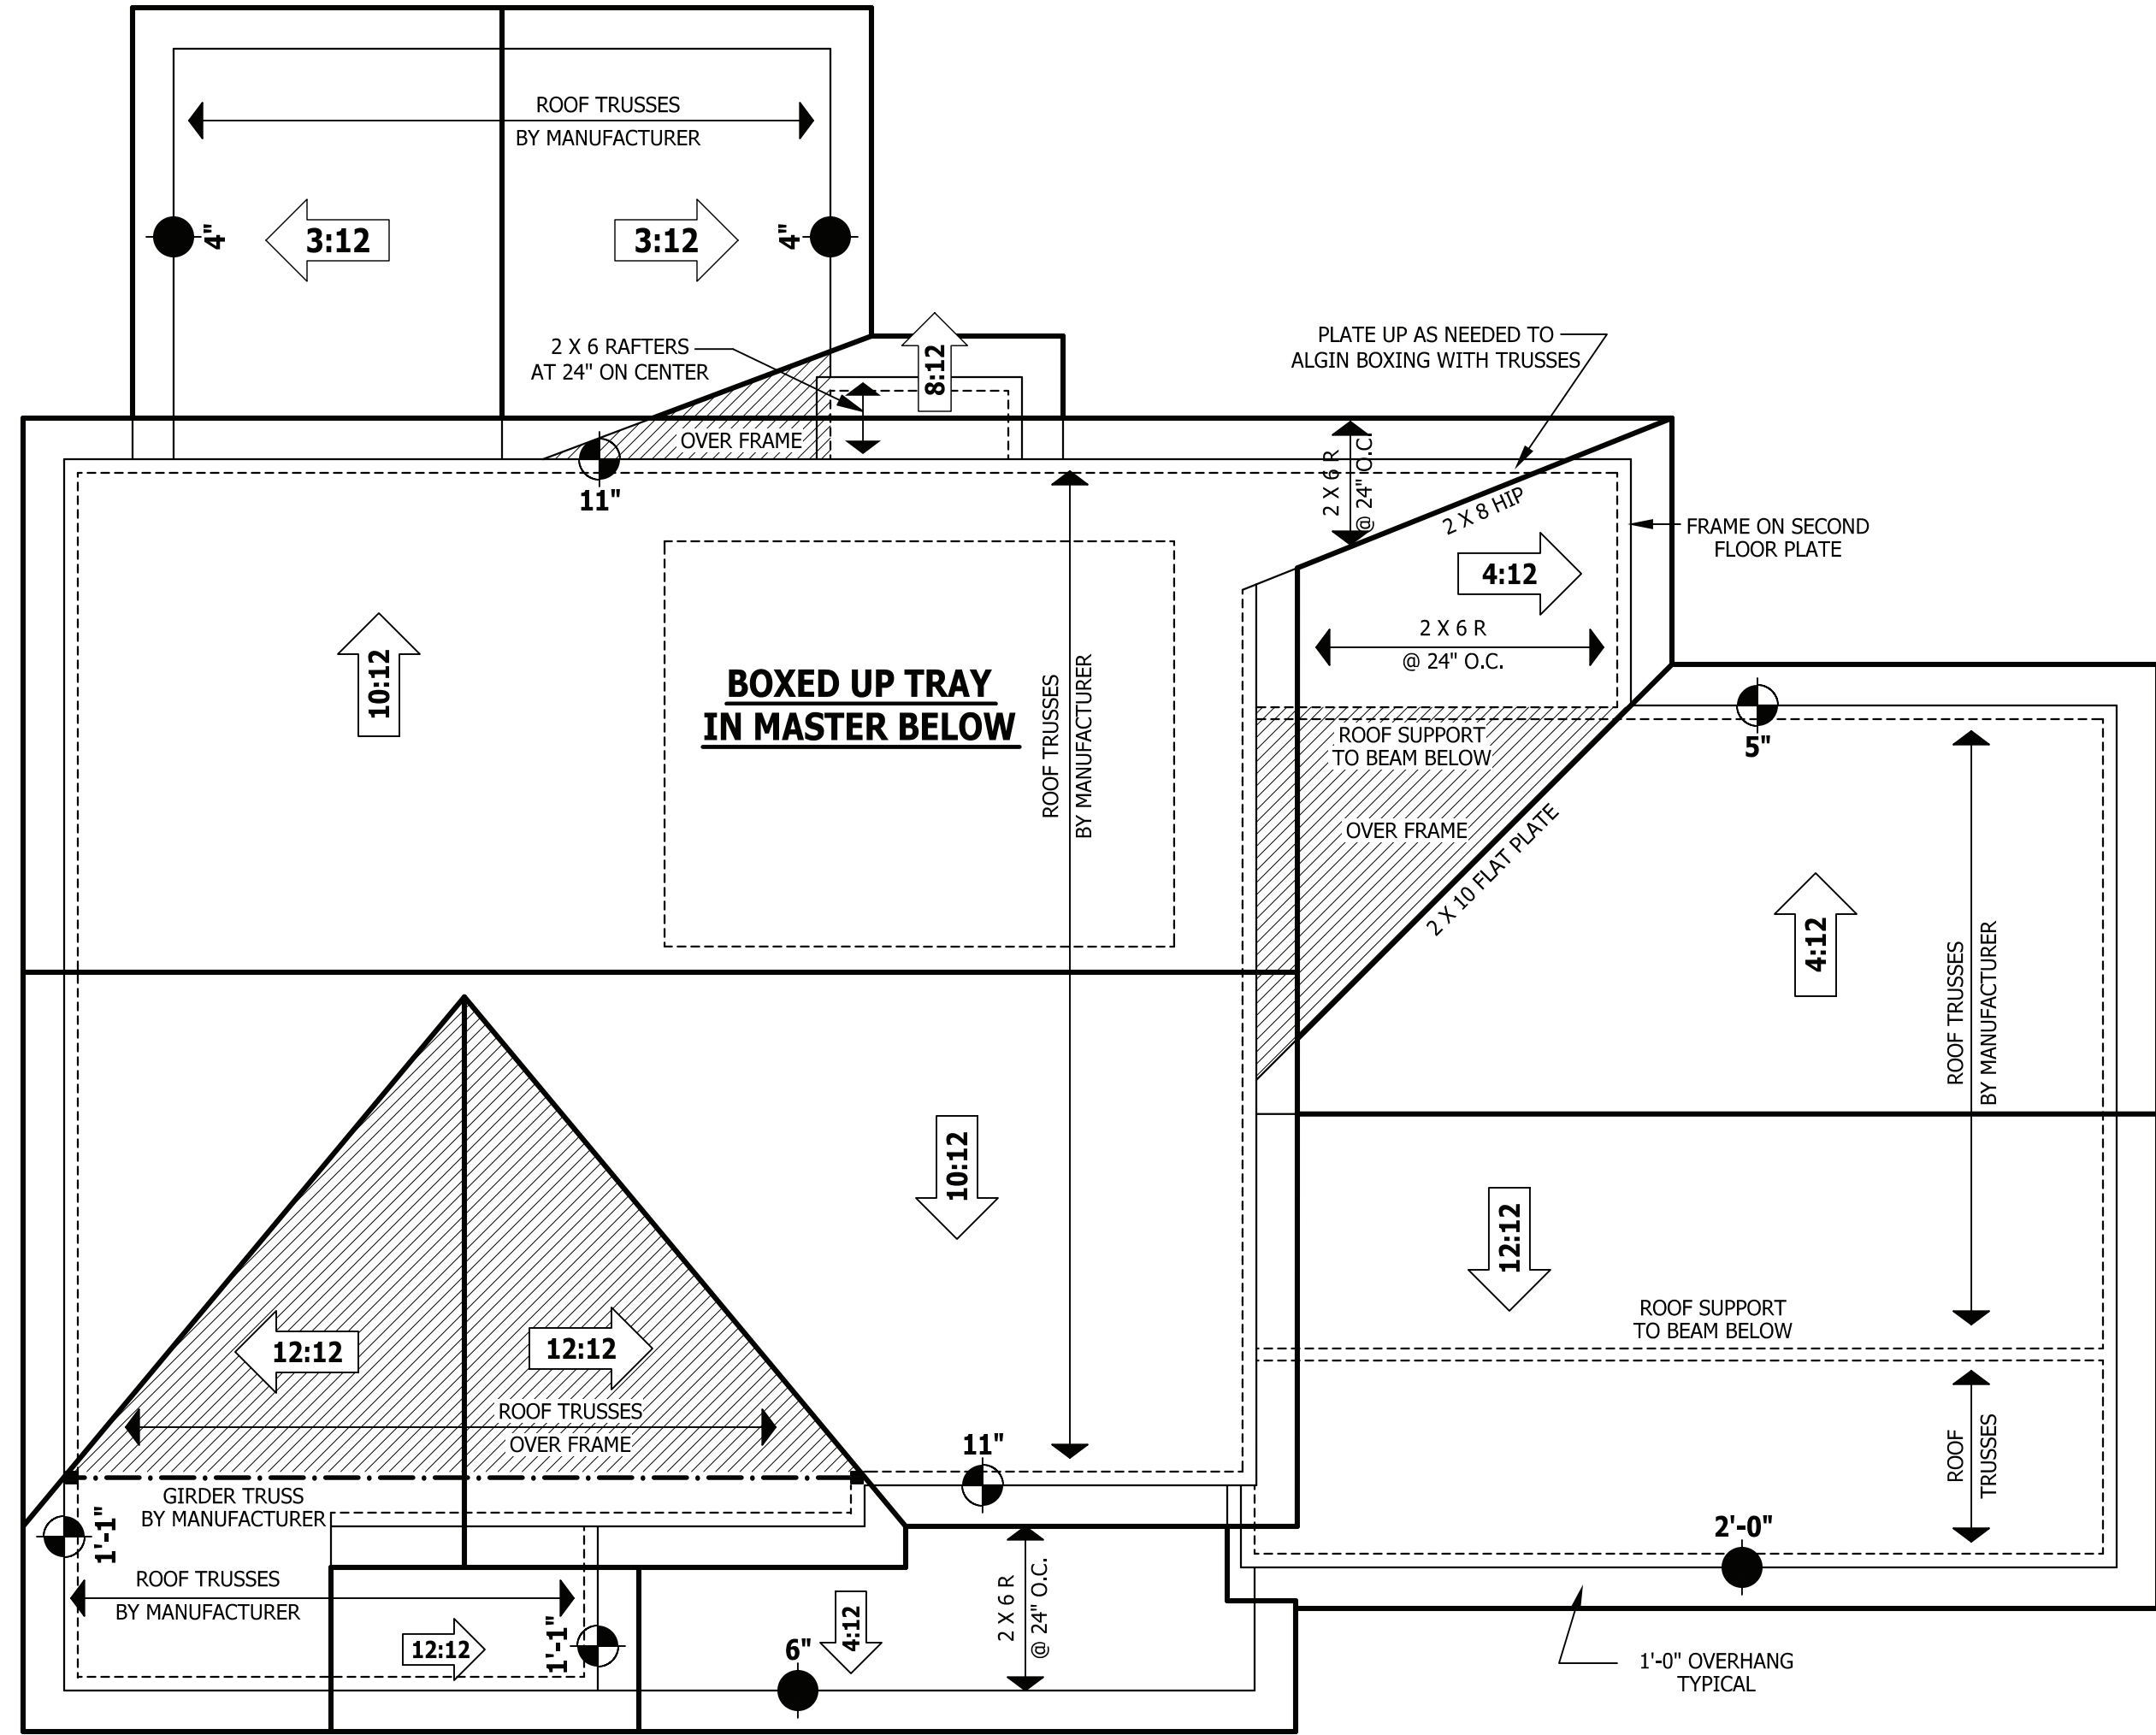 ROOF TRUSSES
BY MANUFACTURER
4"
3:12
3:12
4"
2 X 6 RAFTERS
AT 24" ON CENTER
8:12
PLATE UP AS NEEDED TO
ALGIN BOXING WITH TRUSSES
OVER FRAME
11"
2 X 6 R
@ 24" O.C.
2 X 8 HIP
FRAME ON SECOND
FLOOR PLATE
4:12
2 X 6 R
@ 24" O.C.
10:12
BOXED UP TRAY
IN MASTER BELOW
ROOF TRUSSES
BY MANUFACTURER
ROOF SUPPORT
TO BEAM BELOW
5"
OVER FRAME
2 X 10 FLAT PLATE
4:12
ROOF TRUSSES
BY MANUFACTURER
10:12
12:12
12:12
12:12
ROOF SUPPORT
TO BEAM BELOW
ROOF TRUSSES
OVER FRAME
11"
ROOF
TRUSSES
GIRDER TRUSS
BY MANUFACTURER
1'-1"
2'-0"
ROOF TRUSSES
BY MANUFACTURER
12:12
1'-1"
6"
4:12
2 X 6 R
@ 24" O.C.
1'-0" OVERHANG
TYPICAL